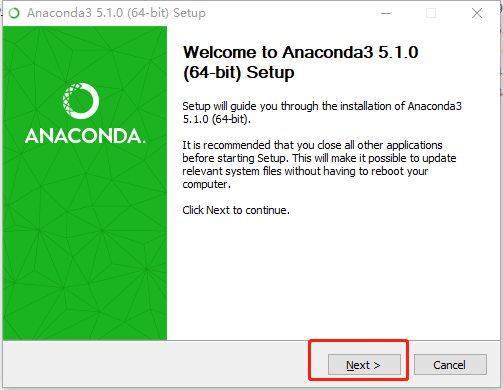 Anaconda3 5.1.0 (64-bit) Setup
ANACONDA.
Welcome to Anaconda3 5.1.0
(64-bit) Setup
Setup will guide you through the installation of Anaconda3
5.1.0 (64-bit).
It is recommended that you close all other applications
before starting Setup. This will make it possible to update
relevant system files without having to reboot your
computer.
Click Next to continue.
Next >
Cancel